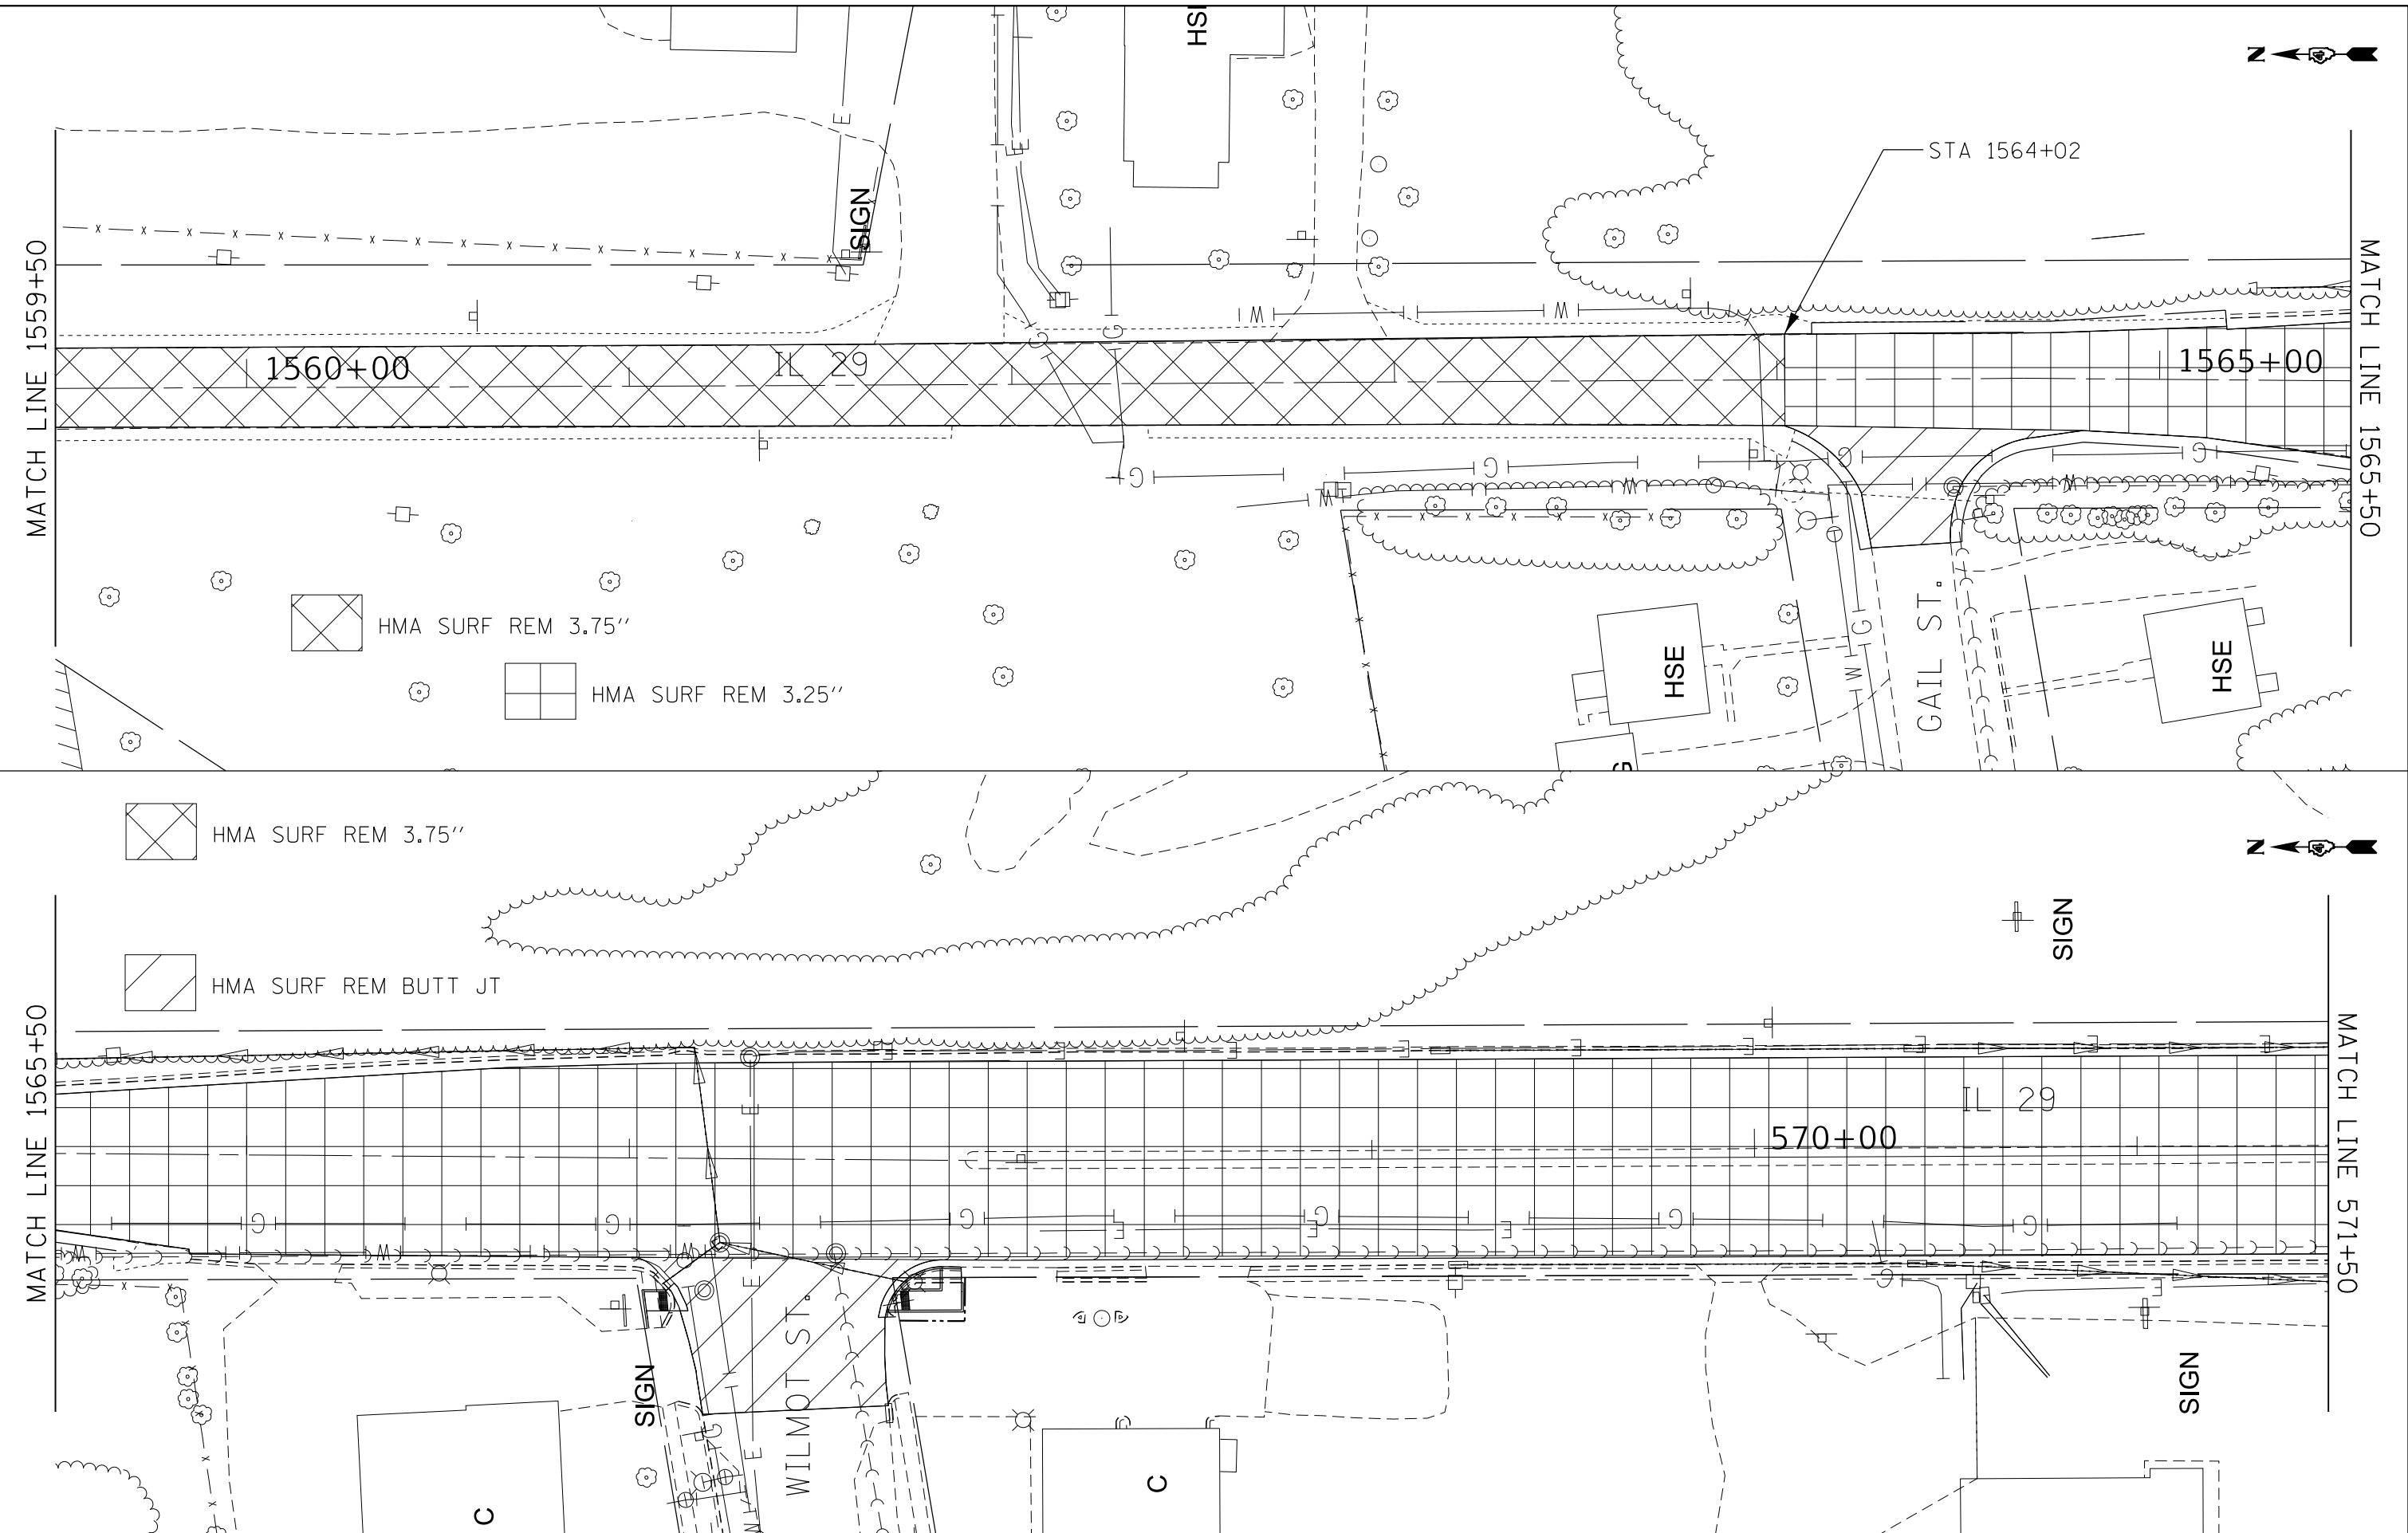 HSE
N
STA 1564+02
SIGN
MATCH LINE 1559+50
MATCH LINE 1565+50
1560+00
IL 29
1565+00
E
E
G
G
W
W
G
G
G
G
W
W
W
HMA SURF REM 3.75''
HMA SURF REM 3.25''
HSE
W
G
GAIL ST.
HSE
HMA SURF REM 3.75''
N
HMA SURF REM BUTT JT
SIGN
MATCH LINE 1565+50
MATCH LINE 571+50
IL 29
570+00
E
E
E
E
E
E
E
E
G
G
G
G
G
G
E
E
W
W
W
E
E
G
E
SIGN
WILMOT ST.
SIGN
G
E
W
C
C